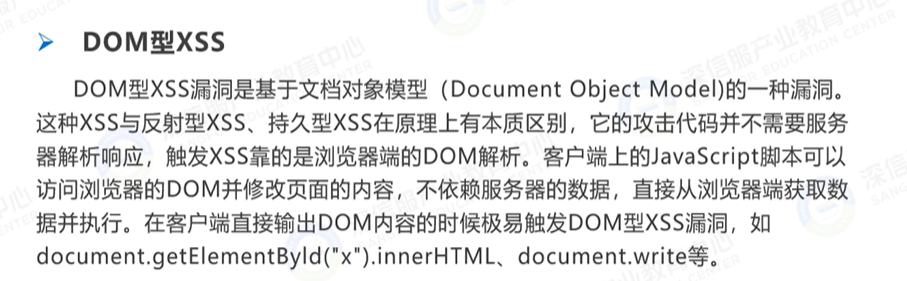 ➤ DOM型XSS
DOM型XSS漏洞是基于文档对象模型（Document Object Model)的一种漏洞。
这种XSS与反射型XSS、持久型XSS在原理上有本质区别，它的攻击代码并不需要服务
器解析响应，触发XSS靠的是浏览器端的DOM解析。客户端上的JavaScript脚本可以
访问浏览器的DOM并修改页面的内容，不依赖服务器的数据，直接从浏览器端获取数
据并执行。在客户端直接输出DOM内容的时候极易触发DOM型XSS漏洞，如
document.getElementById("x").innerHTML、document.write等。
深信服产业教育中心